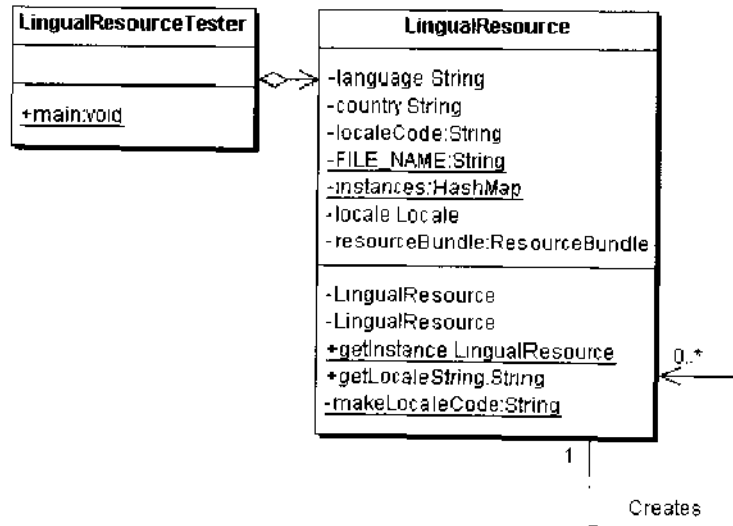 LingualResourceTester
+main:void
LingualResource
-language String
-country String
-localeCode:String
-FILE_NAME:String
-instances:HashMap
-locale Locale
-resourceBundle:ResourceBundle
-LingualResource
-LingualResource
+getInstance LingualResource
+getLocaleString.String
-makeLocaleCode:String
0..*
1
Creates